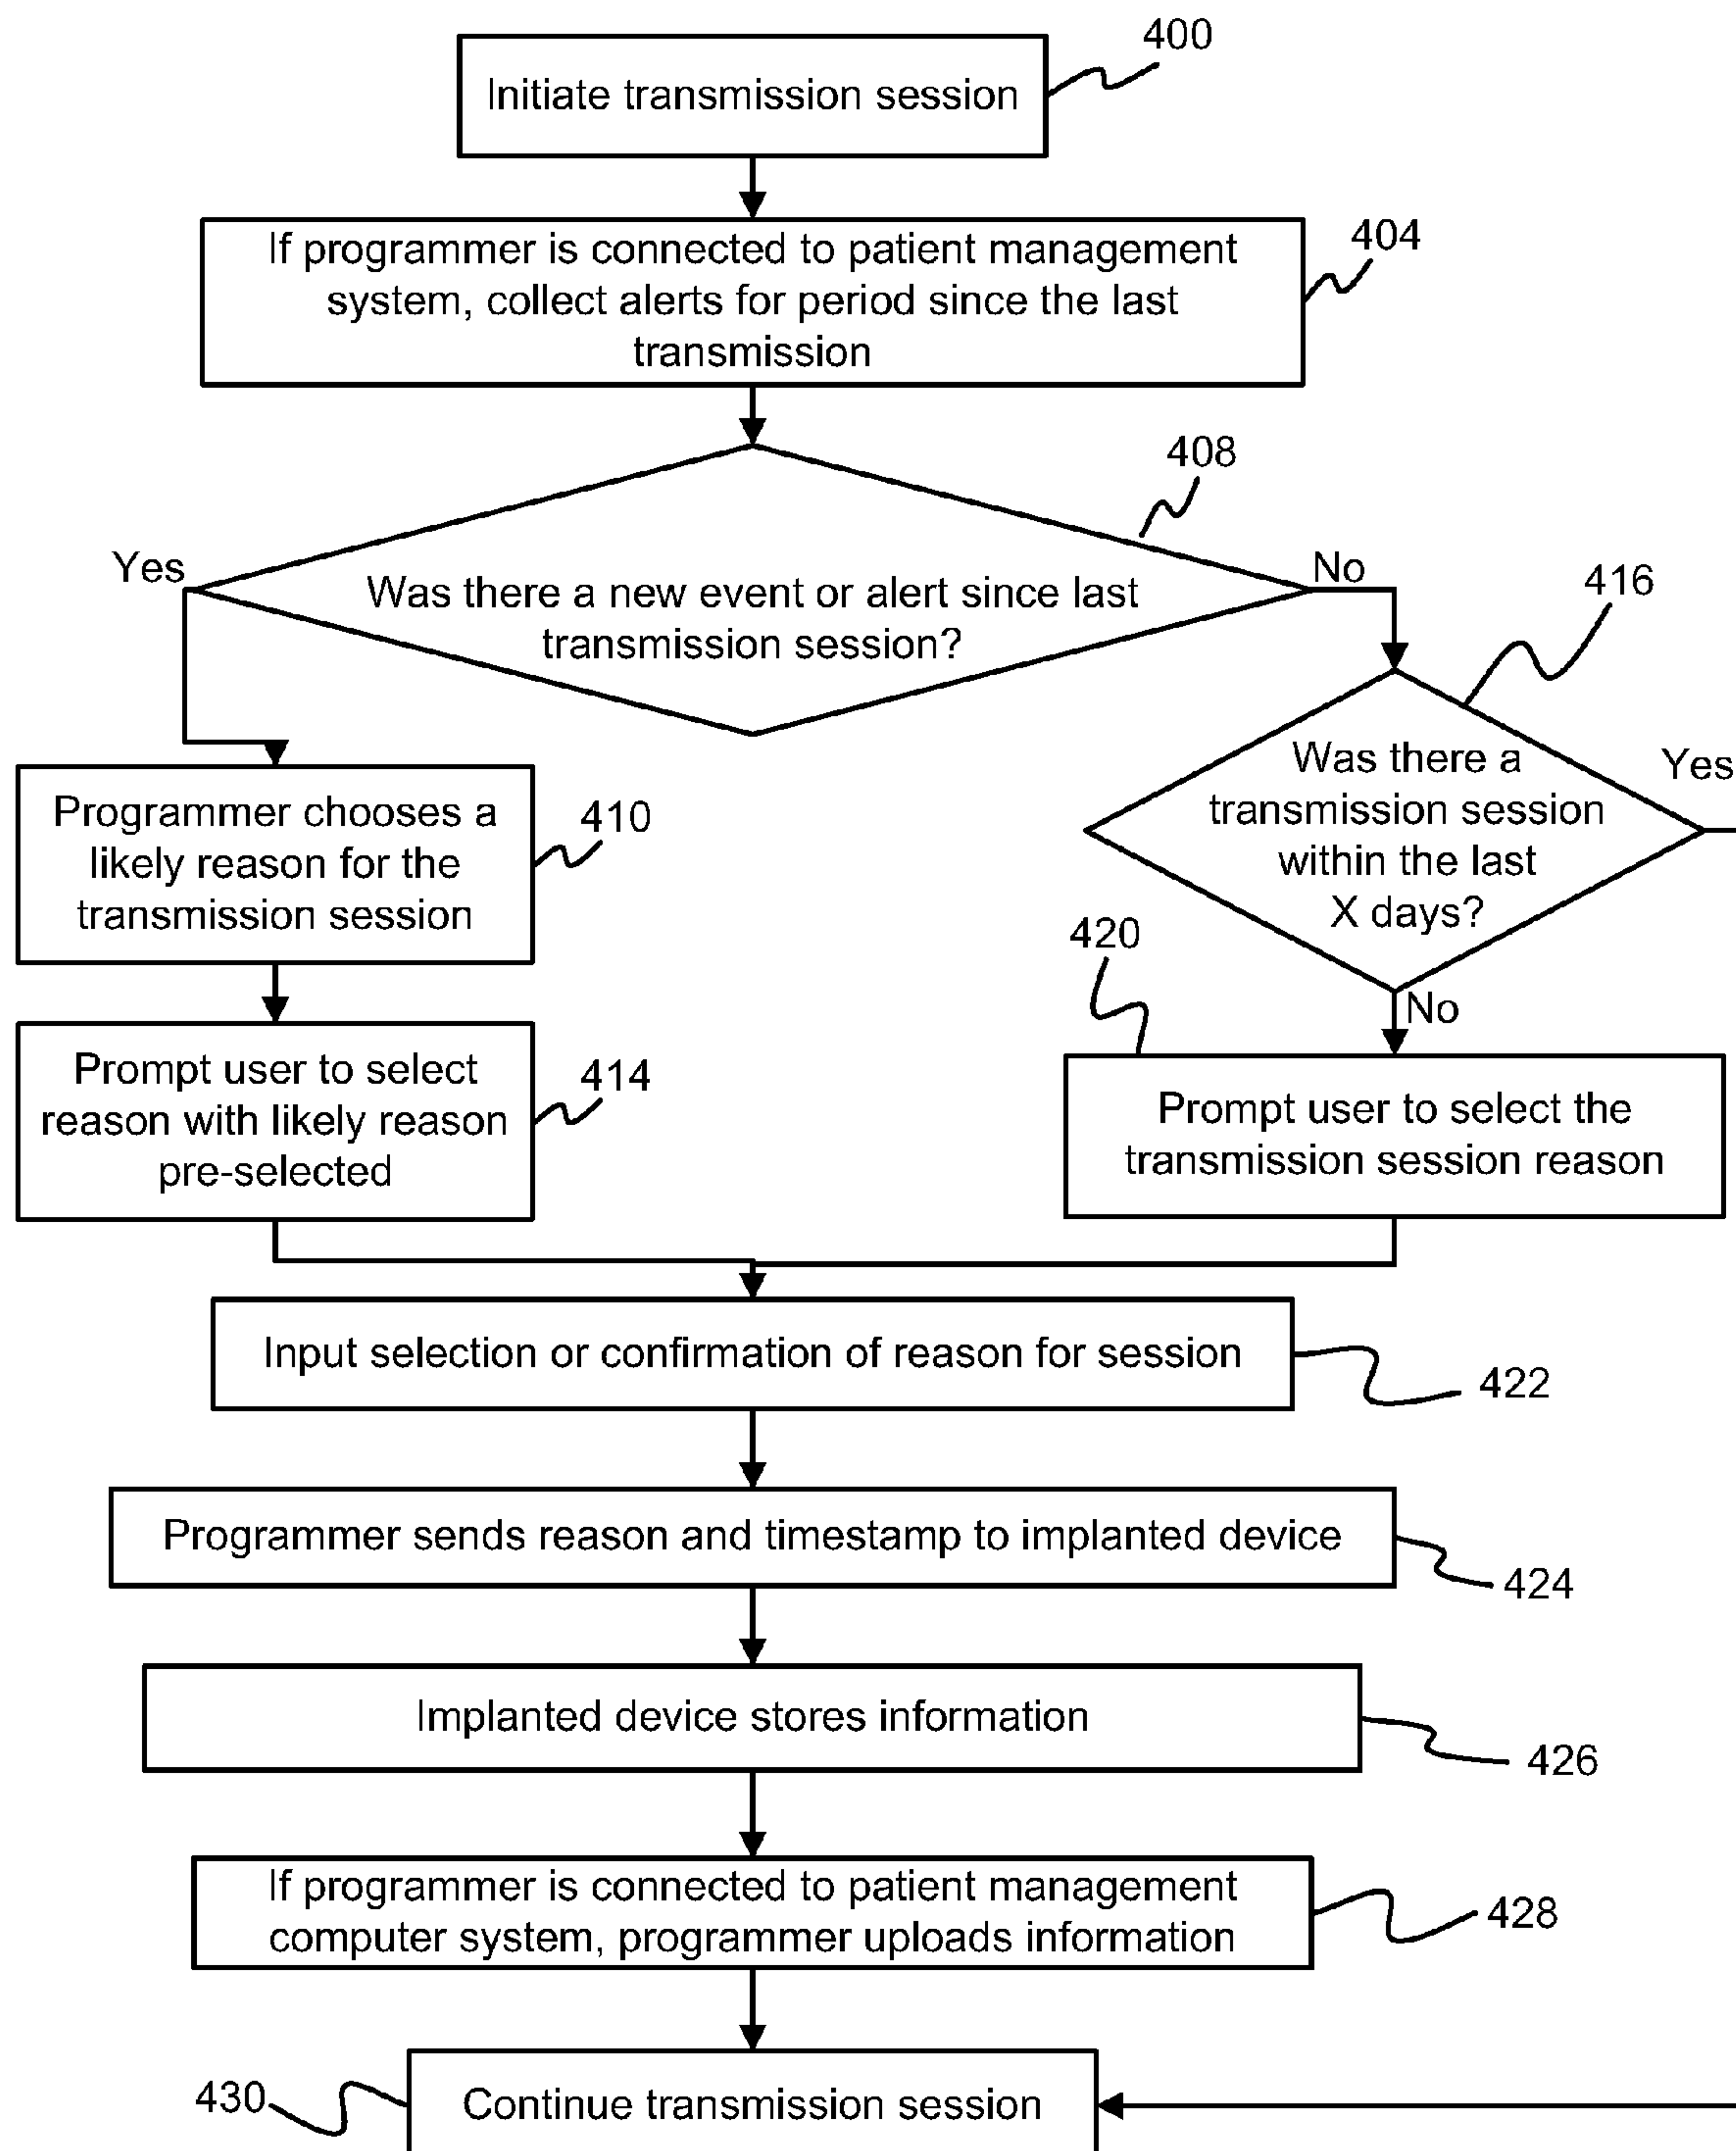 400
Initiate transmission session
404
If programmer is connected to patient management
system, collect alerts for period since the last
transmission
408
Yes
No
Was there a new event or alert since last
transmission session?
416
Was there a
transmission session
within the last
X days?
Yes
Programmer chooses a
likely reason for the
transmission session
410
420
No
Prompt user to select
reason with likely reason
pre-selected
414
Prompt user to select the
transmission session reason
Input selection or confirmation of reason for session
422
Programmer sends reason and timestamp to implanted device
424
Implanted device stores information
426
If programmer is connected to patient management
computer system, programmer uploads information
428
430
Continue transmission session